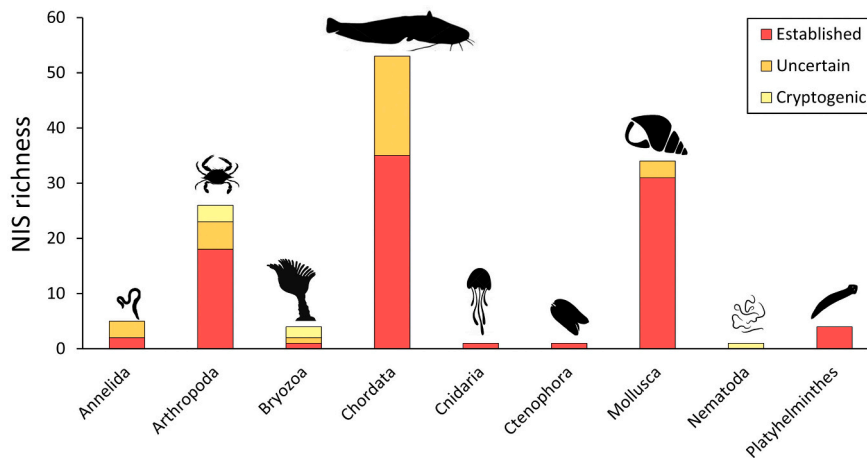 60
50
40
30
20
10
0
NIS richness
Established
Uncertain
Cryptogenic
Annelida
Arthropoda
Bryozoa
Chordata
Cnidaria
Ctenophora
Mollusca
Nematoda
Platyhelminthes